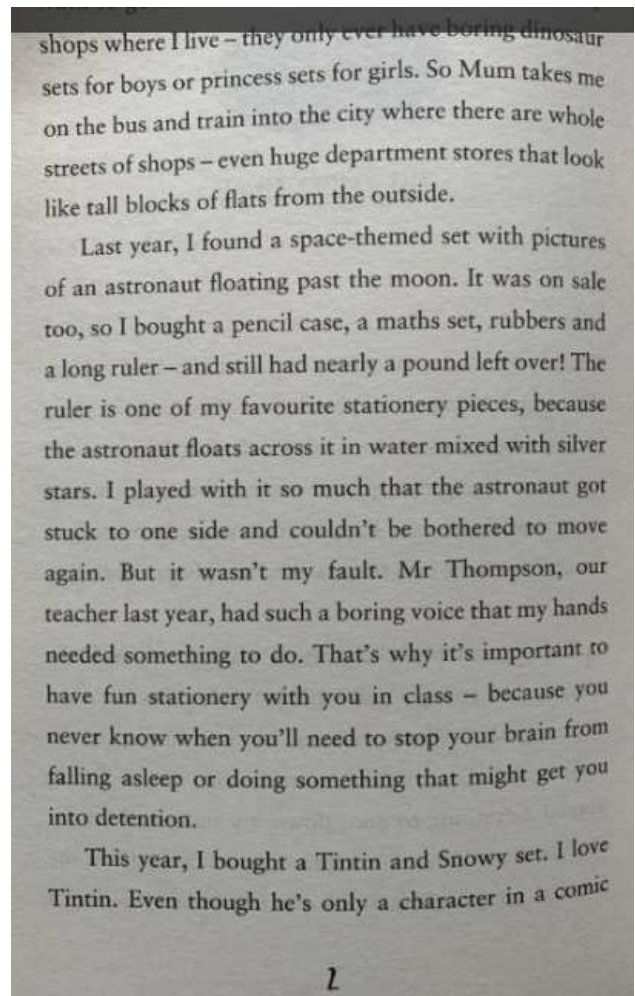 shops where I live – they only ever have boring dinosaur
sets for boys or princess sets for girls. So Mum takes me
on the bus and train into the city where there are whole
streets of shops – even huge department stores that look
like tall blocks of flats from the outside.
Last year, I found a space-themed set with pictures
of an astronaut floating past the moon. It was on sale
too, so I bought a pencil case, a maths set, rubbers and
a long ruler – and still had nearly a pound left over! The
ruler is one of my favourite stationery pieces, because
the astronaut floats across it in water mixed with silver
stars. I played with it so much that the astronaut got
stuck to one side and couldn't be bothered to move
again. But it wasn't my fault. Mr Thompson, our
teacher last year, had such a boring voice that my hands
needed something to do. That's why it's important to
have fun stationery with you in class – because you
never know when you'll need to stop your brain from
falling asleep or doing something that might get you
into detention.
This year, I bought a Tintin and Snowy set. I love
Tintin. Even though he's only a character in a comic
2